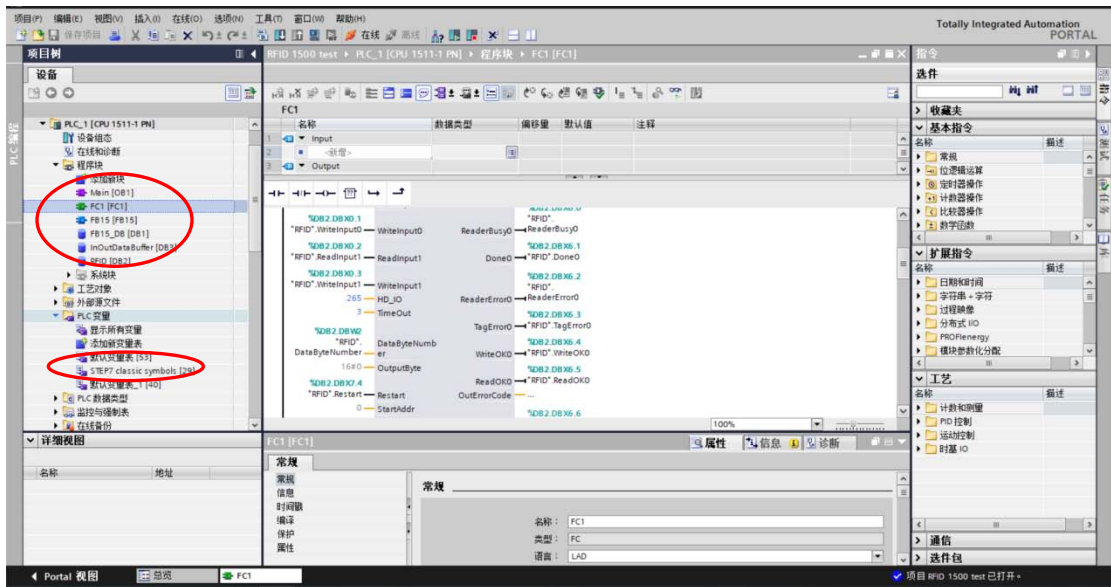 项目(P) 编辑(E) 视图(V) 插入(I) 在线(O) 选项(N) 工具(T) 窗口(W) 帮助(H)
Totally Integrated Automation
PORTAL
保存项目 在线 离线
项目树
RFID 1500 test ▸ PLC_1 [CPU 1511-1 PN] ▸ 程序块 ▸ FC1 [FC1]
指令
设备
选件
PLC 编程
PLC_1 [CPU 1511-1 PN]
设备组态
在线和诊断
程序块
添加新块
Main [OB1]
FC1 [FC1]
FB15 [FB15]
FB15_DB [DB1]
InOutDataBuffer [DB3]
RFID [DB2]
系统块
工艺对象
外部源文件
PLC 变量
显示所有变量
添加新变量表
默认变量表 [53]
STEP7 classic symbols [29]
默认变量表_1 [40]
PLC 数据类型
监控与强制表
在线备份
详细视图
名称 地址
FC1
名称 数据类型 偏移量 默认值 注释
1 Input
2 <新增>
3 Output
%DB2.DBX0.1
"RFID".WriteInput0 WriteInput0
%DB2.DBX0.2
"RFID".ReadInput1 ReadInput1
%DB2.DBX0.3
"RFID".WriteInput1 WriteInput1
265 HD_IO
3 TimeOut
%DB2.DBW2
"RFID".
DataByteNumber DataByteNumb
er
16#0 OutputByte
%DB2.DBX7.4
"RFID".Restart Restart
0 StartAddr
"RFID".
ReaderBusy0 ReaderBusy0
%DB2.DBX6.1
Done0 "RFID".Done0
%DB2.DBX6.2
"RFID".
ReaderError0 ReaderError0
%DB2.DBX6.3
TagError0 "RFID".TagError0
%DB2.DBX6.4
WriteOK0 "RFID".WriteOK0
%DB2.DBX6.5
ReadOK0 "RFID".ReadOK0
OutErrorCode ...
%DB2.DBX6.6
100%
FC1 [FC1]
属性 信息 诊断
常规
常规
信息
时间戳
编译
保护
属性
常规
名称： FC1
类型： FC
语言： LAD
收藏夹
基本指令
名称 描述
常规
位逻辑运算
定时器操作
计数器操作
比较器操作
数学函数
扩展指令
名称 描述
日期和时间
字符串 + 字符
过程映像
分布式 I/O
PROFIenergy
模块参数化分配
工艺
名称 描述
计数和测量
PID 控制
运动控制
时基 IO
通信
选件包
Portal 视图 总览 FC1
项目 RFID 1500 test 已打开。